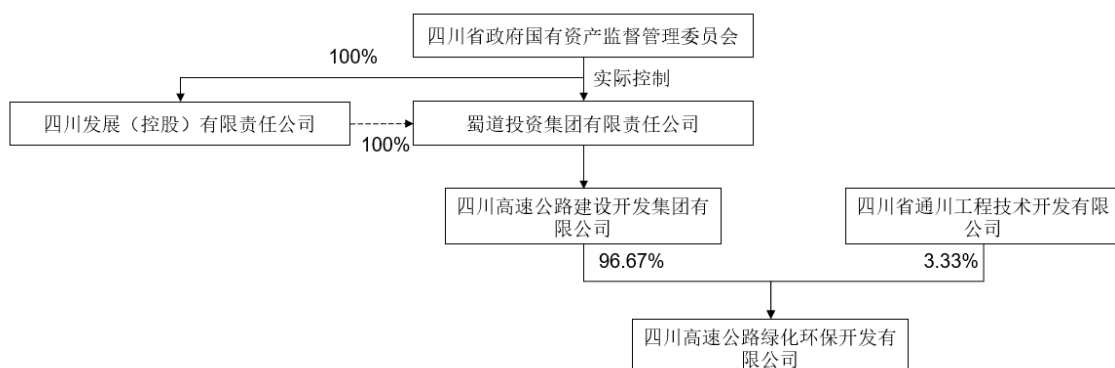 四川省政府国有资产监督管理委员会
100%
实际控制
四川发展（控股）有限责任公司
100%
蜀道投资集团有限责任公司
四川高速公路建设开发集团有
限公司
四川省通川工程技术开发有限
公司
96.67%
3.33%
四川高速公路绿化环保开发有
限公司